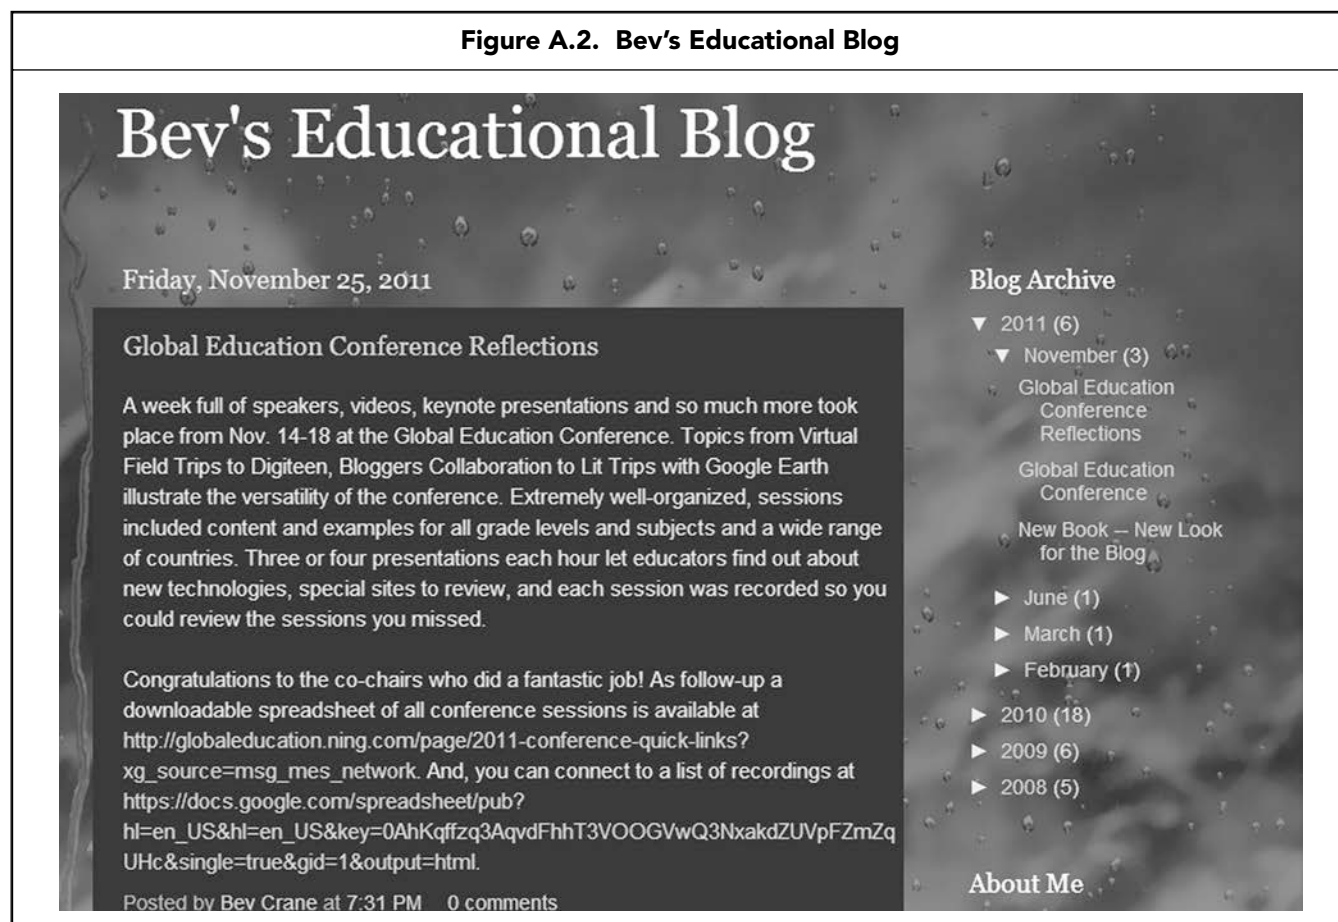 Figure A.2. Bev's Educational Blog
Bev's Educational Blog
Friday, November 25, 2011
Global Education Conference Reflections
A week full of speakers, videos, keynote presentations and so much more took
place from Nov. 14-18 at the Global Education Conference. Topics from Virtual
Field Trips to Digiteen, Bloggers Collaboration to Lit Trips with Google Earth
illustrate the versatility of the conference. Extremely well-organized, sessions
included content and examples for all grade levels and subjects and a wide range
of countries. Three or four presentations each hour let educators find out about
new technologies, special sites to review, and each session was recorded so you
could review the sessions you missed.
Congratulations to the co-chairs who did a fantastic job! As follow-up a
downloadable spreadsheet of all conference sessions is available at
http://globaleducation.ning.com/page/2011-conference-quick-links?
xg_source=msg_mes_network. And, you can connect to a list of recordings at
https://docs.google.com/spreadsheet/pub?
hl=en_US&hl=en_US&key=0AhKqffzq3AqvdFhhT3VOOGVwQ3NxakdZUVpFZmZq
UHc&single=true&gid=1&output=html.
Posted by Bev Crane at 7:31 PM 0 comments
Blog Archive
▼ 2011 (6)
▼ November (3)
Global Education
Conference
Reflections
Global Education
Conference
New Book -- New Look
for the Blog
► June (1)
► March (1)
► February (1)
► 2010 (18)
► 2009 (6)
► 2008 (5)
About Me